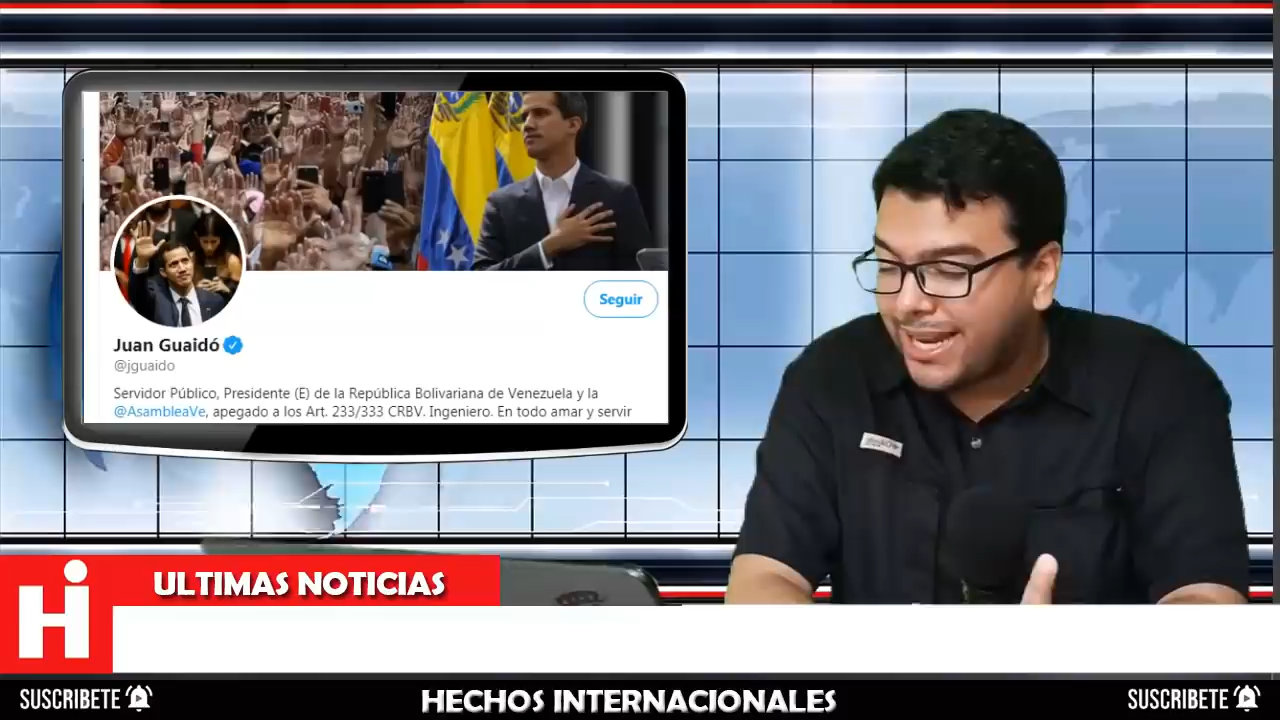 Seguir
Juan Guaidó
@jguaido
Servidor Público, Presidente (E) de la República Bolivariana de Venezuela y la
@AsambleaVe, apegado a los Art. 233/333 CRBV. Ingeniero. En todo amar y servir
Hi
ULTIMAS NOTICIAS
SUSCRIBETE
HECHOS INTERNACIONALES
SUSCRIBETE